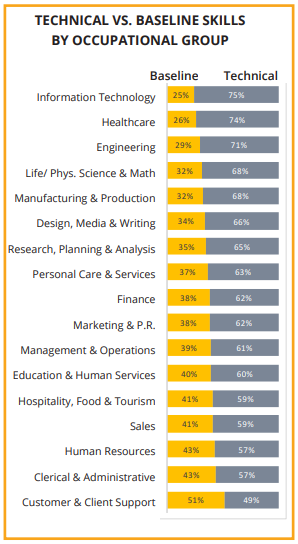 TECHNICAL VS. BASELINE SKILLS
BY OCCUPATIONAL GROUP
Baseline Technical
Information Technology 25% 75%
Healthcare 26% 74%
Engineering 29% 71%
Life/ Phys. Science & Math 32% 68%
Manufacturing & Production 32% 68%
Design, Media & Writing 34% 66%
Research, Planning & Analysis 35% 65%
Personal Care & Services 37% 63%
Finance 38% 62%
Marketing & P.R. 38% 62%
Management & Operations 39% 61%
Education & Human Services 40% 60%
Hospitality, Food & Tourism 41% 59%
Sales 41% 59%
Human Resources 43% 57%
Clerical & Administrative 43% 57%
Customer & Client Support 51% 49%